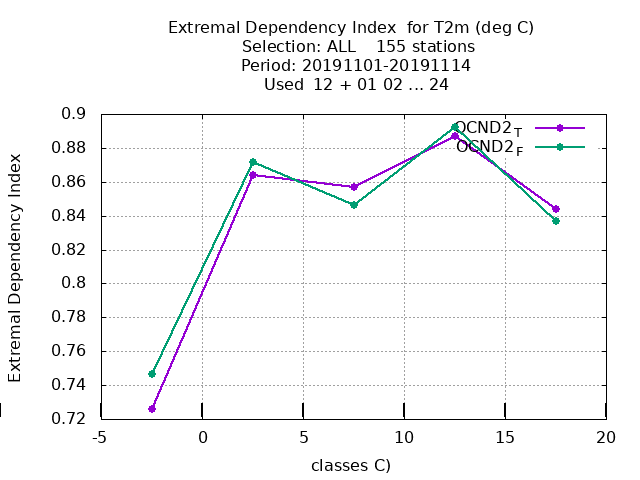 Extremal Dependency Index  for T2m (deg C)
Selection: ALL    155 stations
Period: 20191101-20191114
Used  12 + 01 02 ... 24
Extremal Dependency Index
0.9
0.88
0.86
0.84
0.82
0.8
0.78
0.76
0.74
0.72
OCND2T
OCND2F
-5
0
5
10
15
20
classes C)